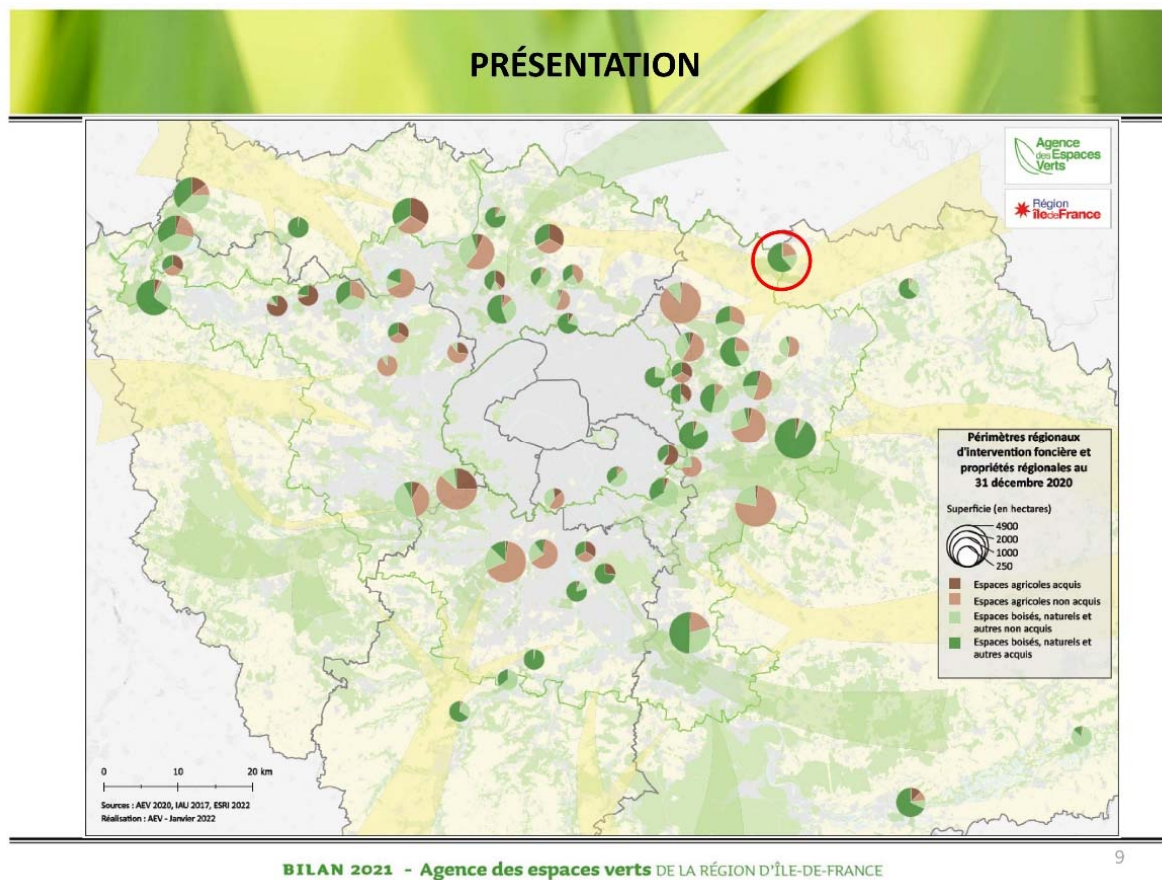 PRÉSENTATION
Agence
des Espaces
Verts
Région
île de France
Périmètres régionaux
d'intervention foncière et
propriétés régionales au
31 décembre 2020
Superficie (en hectares)
4900
2000
1000
250
Espaces agricoles acquis
Espaces agricoles non acquis
Espaces boisés, naturels et
autres non acquis
Espaces boisés, naturels et
autres acquis
0 10 20 km
Sources : AEV 2020, IAU 2017, ESRI 2022
Réalisation : AEV - Janvier 2022
BILAN 2021 - Agence des espaces verts DE LA RÉGION D'ÎLE-DE-FRANCE
9